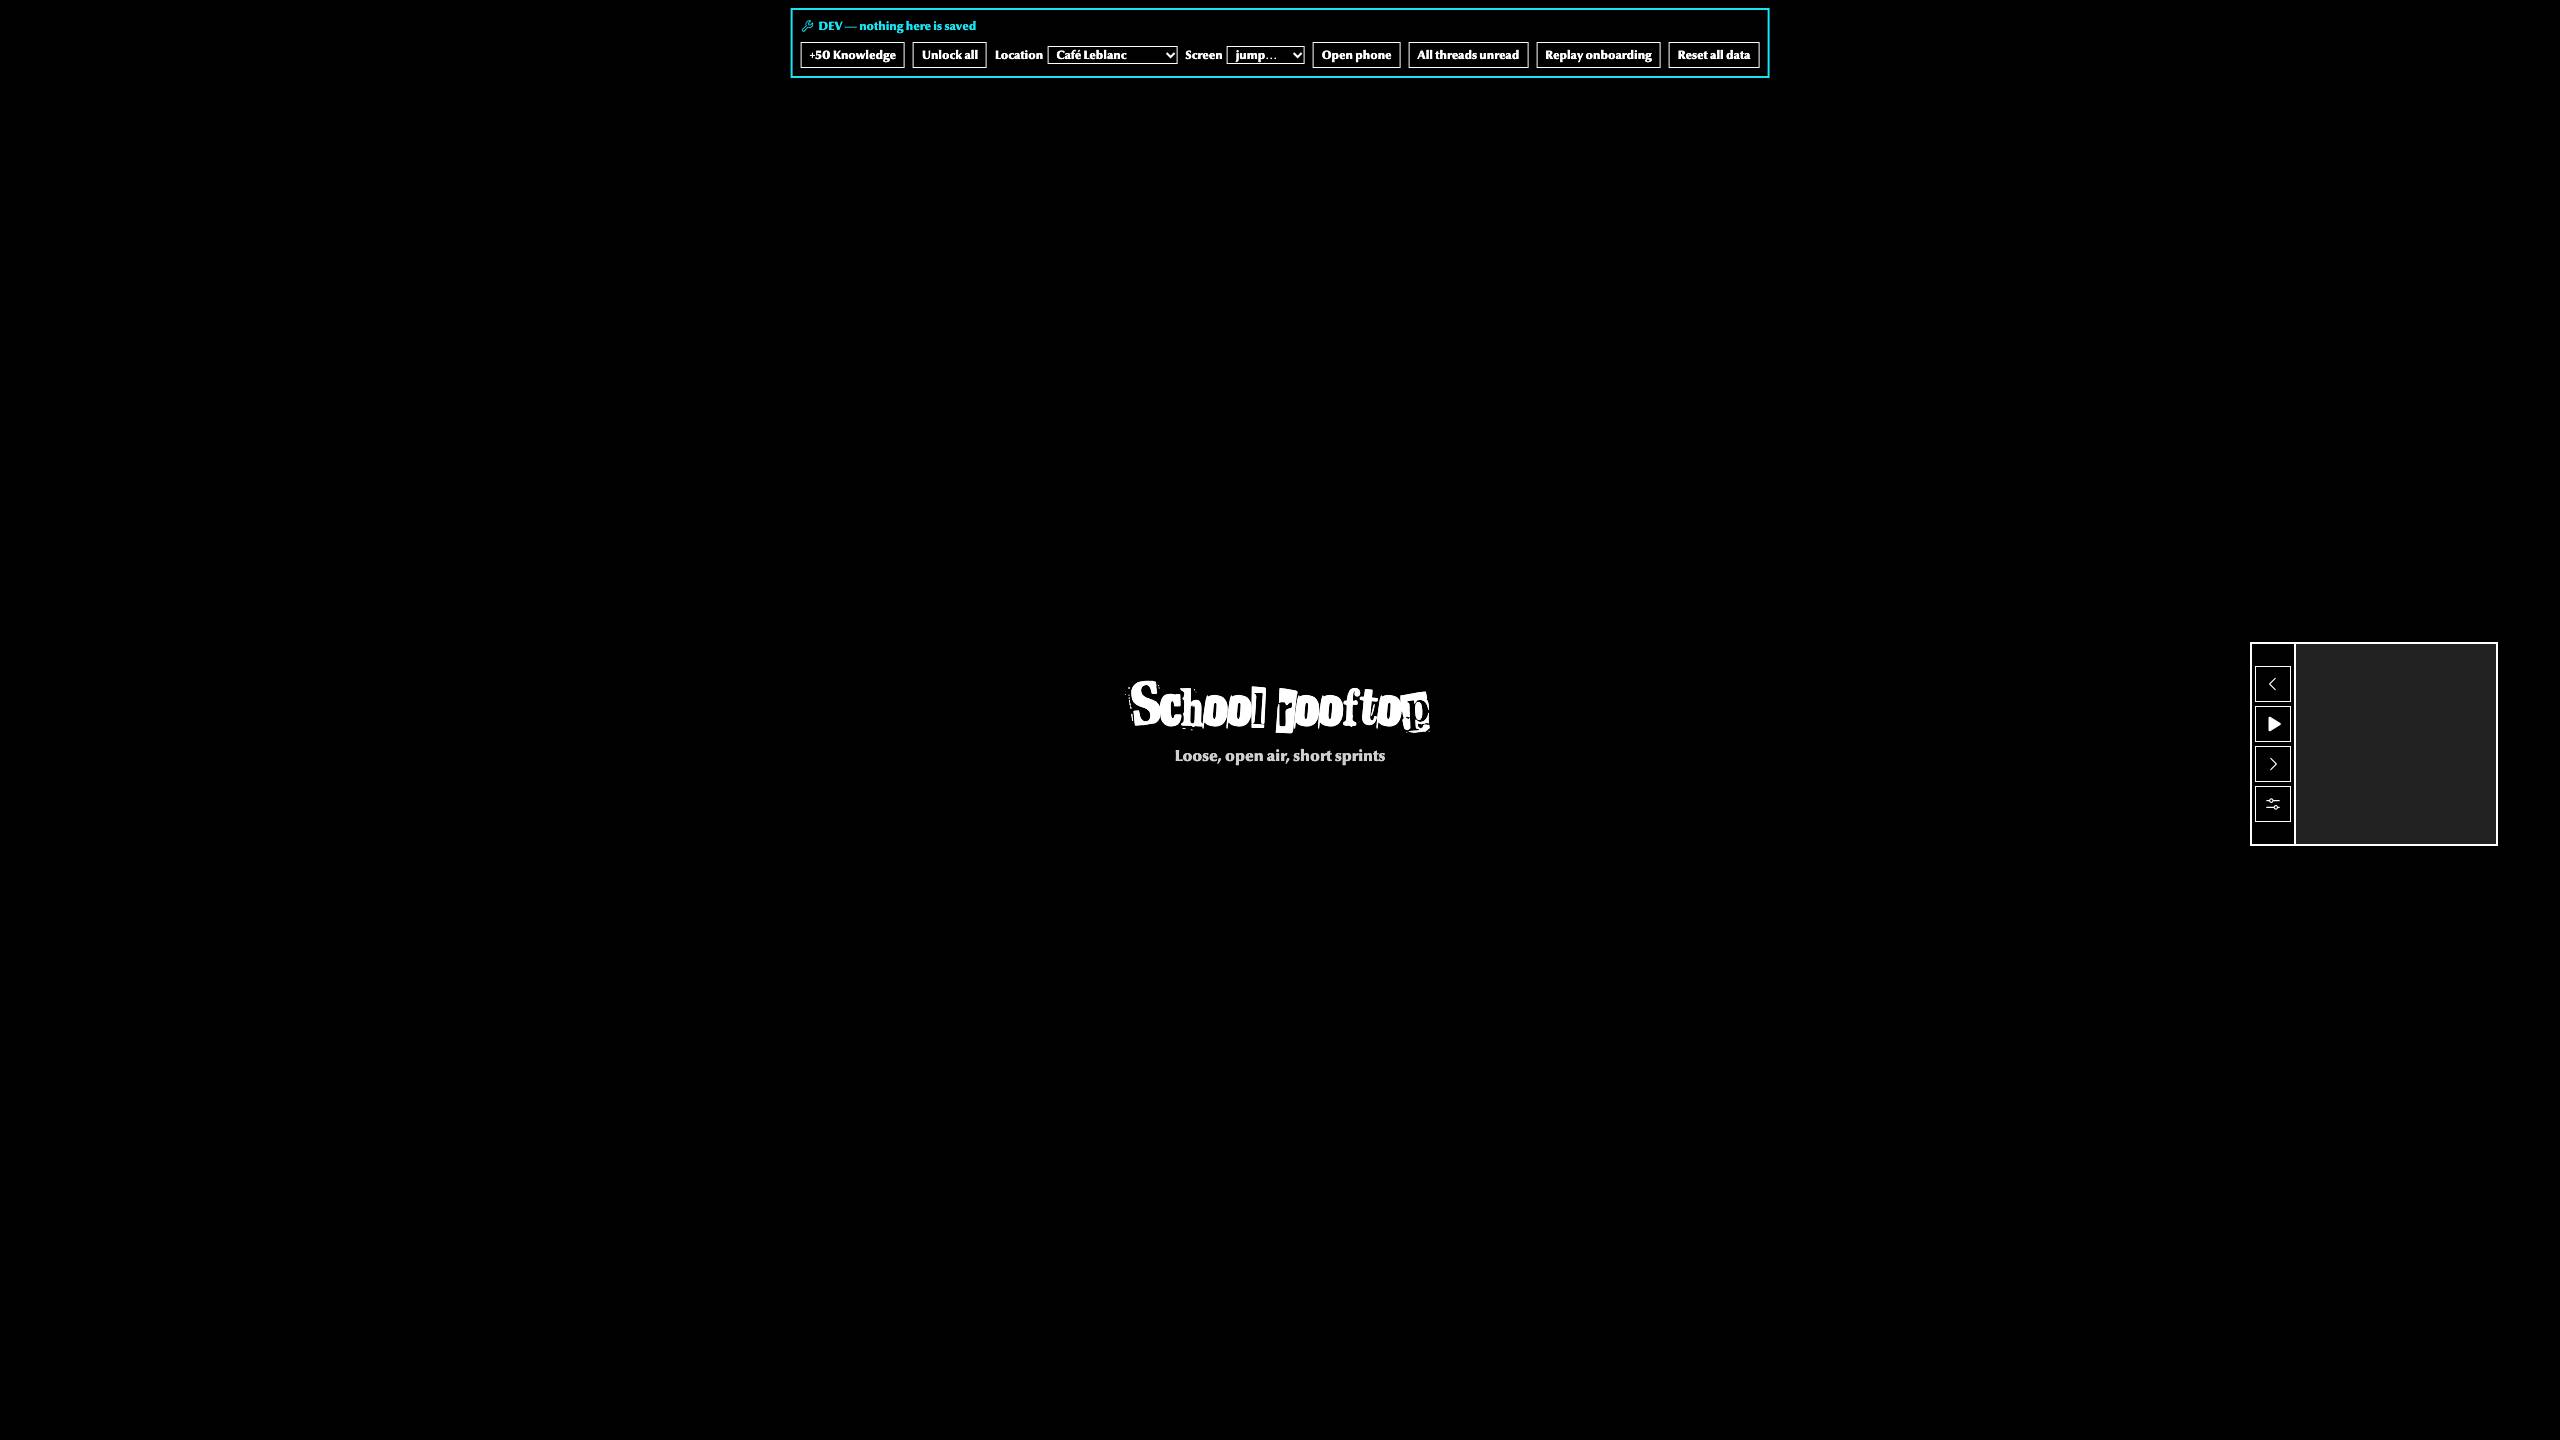 DEV — nothing here is saved
+50 Knowledge Unlock all Location Café Leblanc Screen jump... Open phone All threads unread Replay onboarding Reset all data
School rooftop
Loose, open air, short sprints